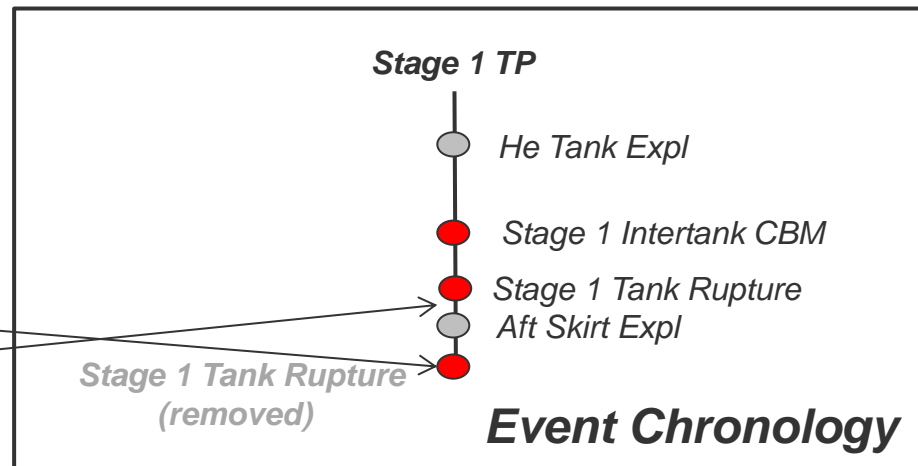 Stage 1 TP
He Tank Expl
Stage 1 Intertank CBM
Stage 1 Tank Rupture
Aft Skirt Expl
Stage 1 Tank Rupture
(removed)
Event Chronology